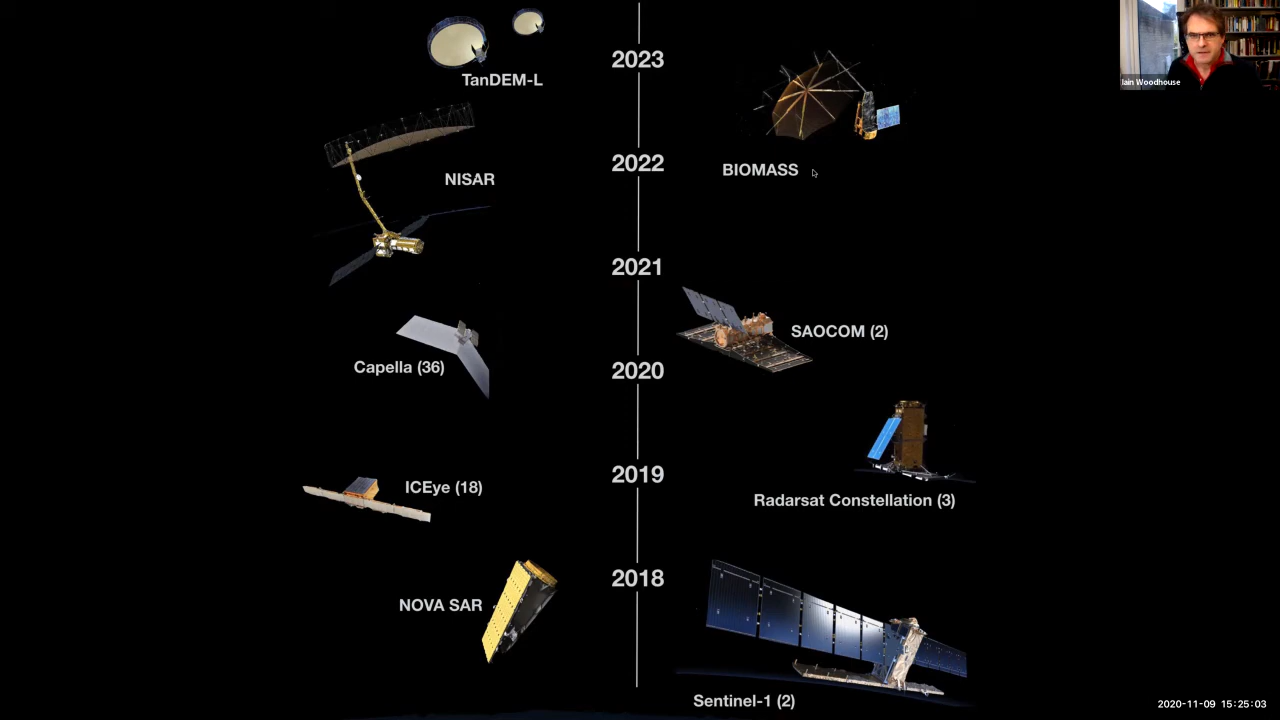 2023
TanDEM-L
2022
BIOMASS
NISAR
2021
SAOCOM (2)
Capella (36)
2020
2019
ICEye (18)
Radarsat Constellation (3)
2018
NOVA SAR
Sentinel-1 (2)
Iain Woodhouse
2020-11-09 15:25:03